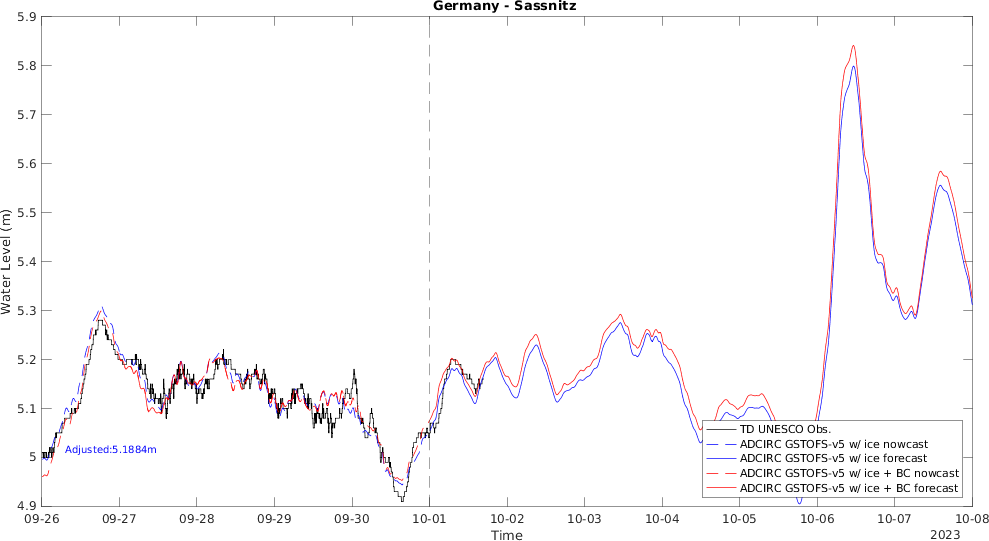 Germany - Sassnitz
5.9
5.8
5.7
5.6
5.5
5.4
5.3
5.2
5.1
5
4.9
Water Level (m)
Adjusted:5.1884m
TD UNESCO Obs.
ADCIRC GSTOFS-v5 w/ ice nowcast
ADCIRC GSTOFS-v5 w/ ice forecast
ADCIRC GSTOFS-v5 w/ ice + BC nowcast
ADCIRC GSTOFS-v5 w/ ice + BC forecast
09-26 09-27 09-28 09-29 09-30 10-01 10-02 10-03 10-04 10-05 10-06 10-07 10-08
Time
2023